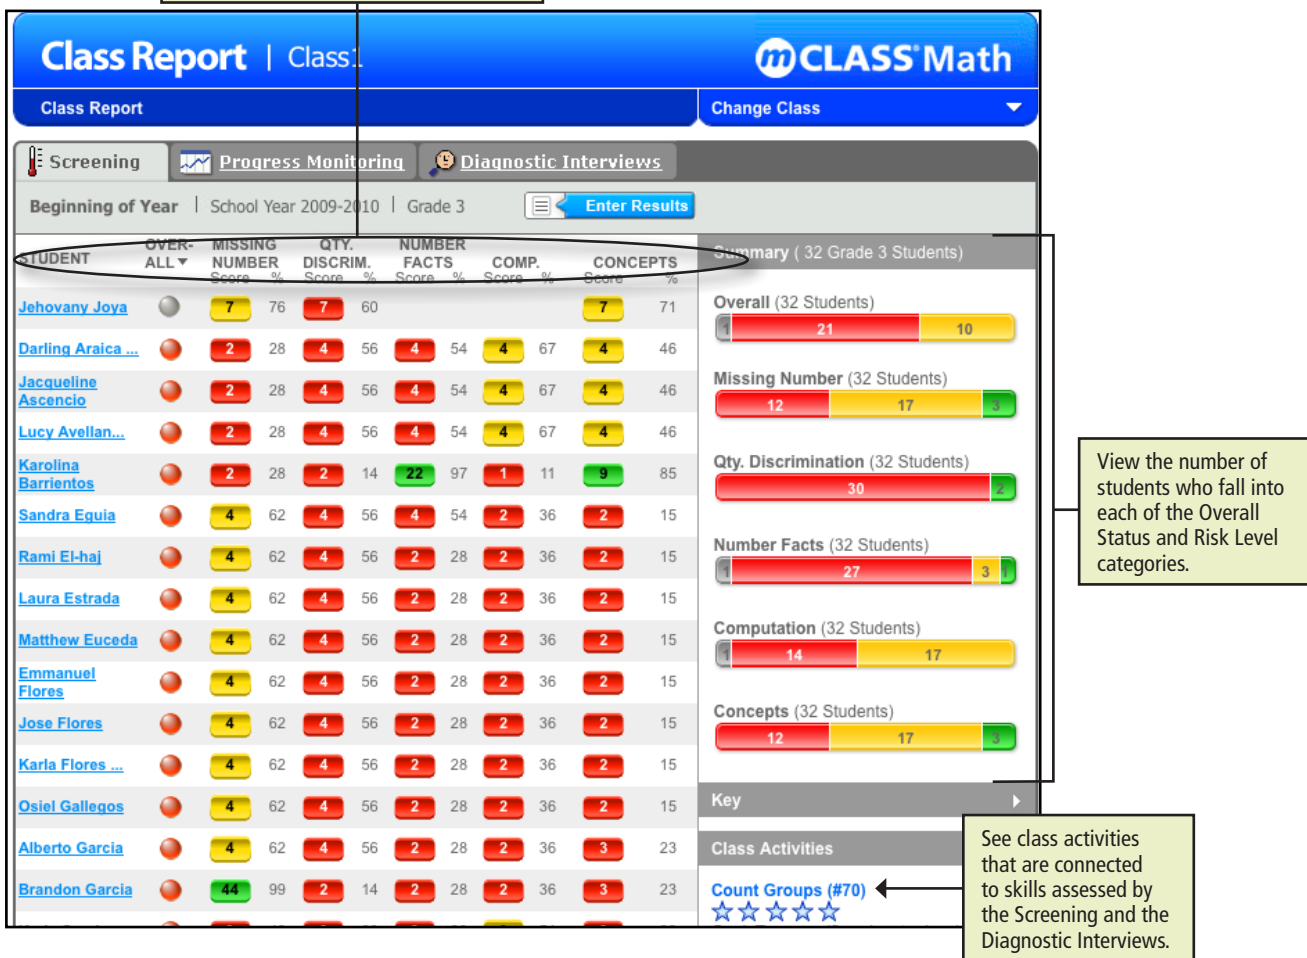 Class Report | Class1
mCLASS® Math
Class Report
Change Class
Screening
Progress Monitoring
Diagnostic Interviews
Beginning of Year | School Year 2009-2010 | Grade 3
Enter Results
STUDENT OVER-ALL MISSING NUMBER QTY. DISCRIM. NUMBER FACTS COMP. CONCEPTS
Score % Score % Score % Score % Score %
Jehovany Joya 7 76 7 60 7 71
Darling Araica ... 2 28 4 56 4 54 4 67 4 46
Jacqueline
Ascencio 2 28 4 56 4 54 4 67 4 46
Lucy Avellan... 2 28 4 56 4 54 4 67 4 46
Karolina
Barrientos 2 28 2 14 22 97 1 11 9 85
Sandra Eguia 4 62 4 56 4 54 2 36 2 15
Rami El-haj 4 62 4 56 2 28 2 36 2 15
Laura Estrada 4 62 4 56 2 28 2 36 2 15
Matthew Euceda 4 62 4 56 2 28 2 36 2 15
Emmanuel
Flores 4 62 4 56 2 28 2 36 2 15
Jose Flores 4 62 4 56 2 28 2 36 2 15
Karla Flores ... 4 62 4 56 2 28 2 36 2 15
Osiel Gallegos 4 62 4 56 2 28 2 36 2 15
Alberto Garcia 4 62 4 56 2 28 2 36 3 23
Brandon Garcia 44 99 2 14 2 28 2 36 3 23
Summary ( 32 Grade 3 Students)
Overall (32 Students)
1 21 10
Missing Number (32 Students)
12 17 3
Qty. Discrimination (32 Students)
30 2
Number Facts (32 Students)
1 27 3 1
Computation (32 Students)
1 14 17
Concepts (32 Students)
12 17 3
Key
Class Activities
Count Groups (#70)
View the number of
students who fall into
each of the Overall
Status and Risk Level
categories.
See class activities
that are connected
to skills assessed by
the Screening and the
Diagnostic Interviews.